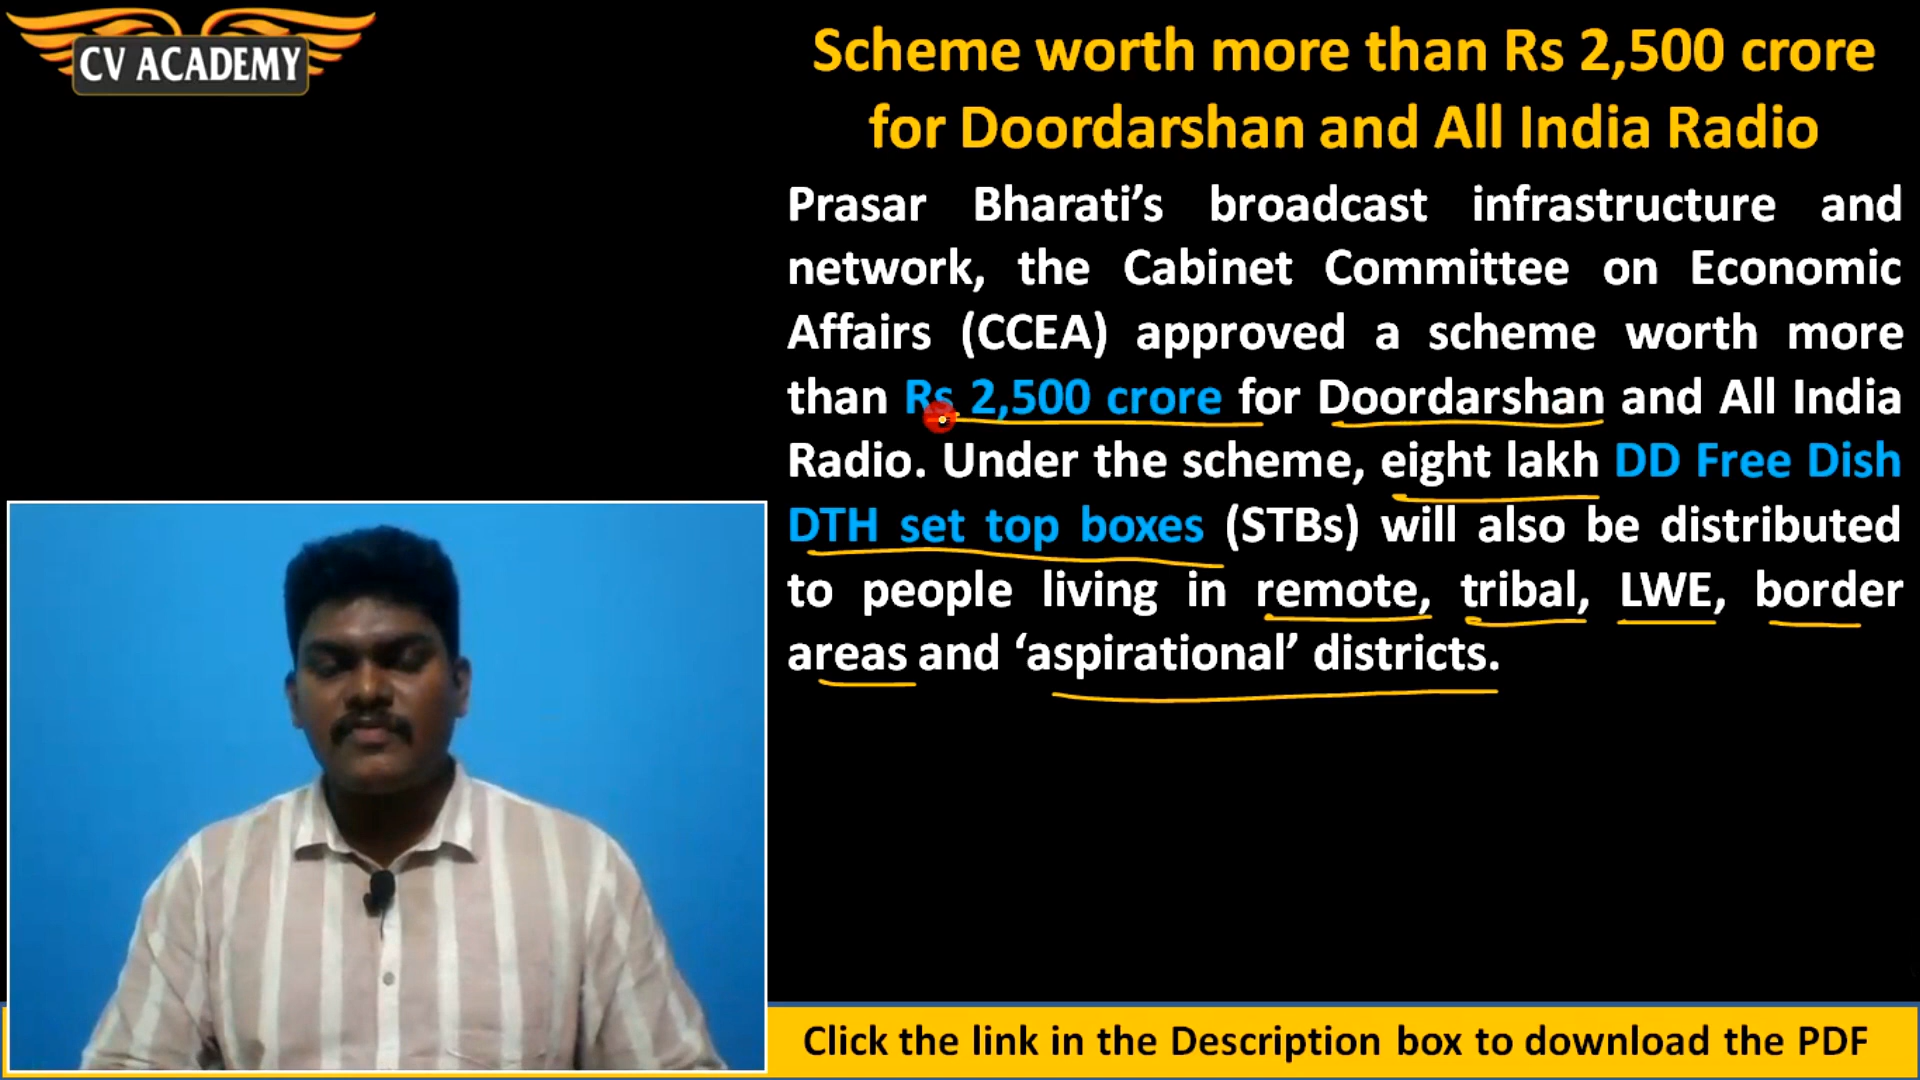 CV ACADEMY
Scheme worth more than Rs 2,500 crore
for Doordarshan and All India Radio
Prasar Bharati’s broadcast infrastructure and
network, the Cabinet Committee on Economic
Affairs (CCEA) approved a scheme worth more
than Rs 2,500 crore for Doordarshan and All India
Radio. Under the scheme, eight lakh DD Free Dish
DTH set top boxes (STBs) will also be distributed
to people living in remote, tribal, LWE, border
areas and ‘aspirational’ districts.
Click the link in the Description box to download the PDF